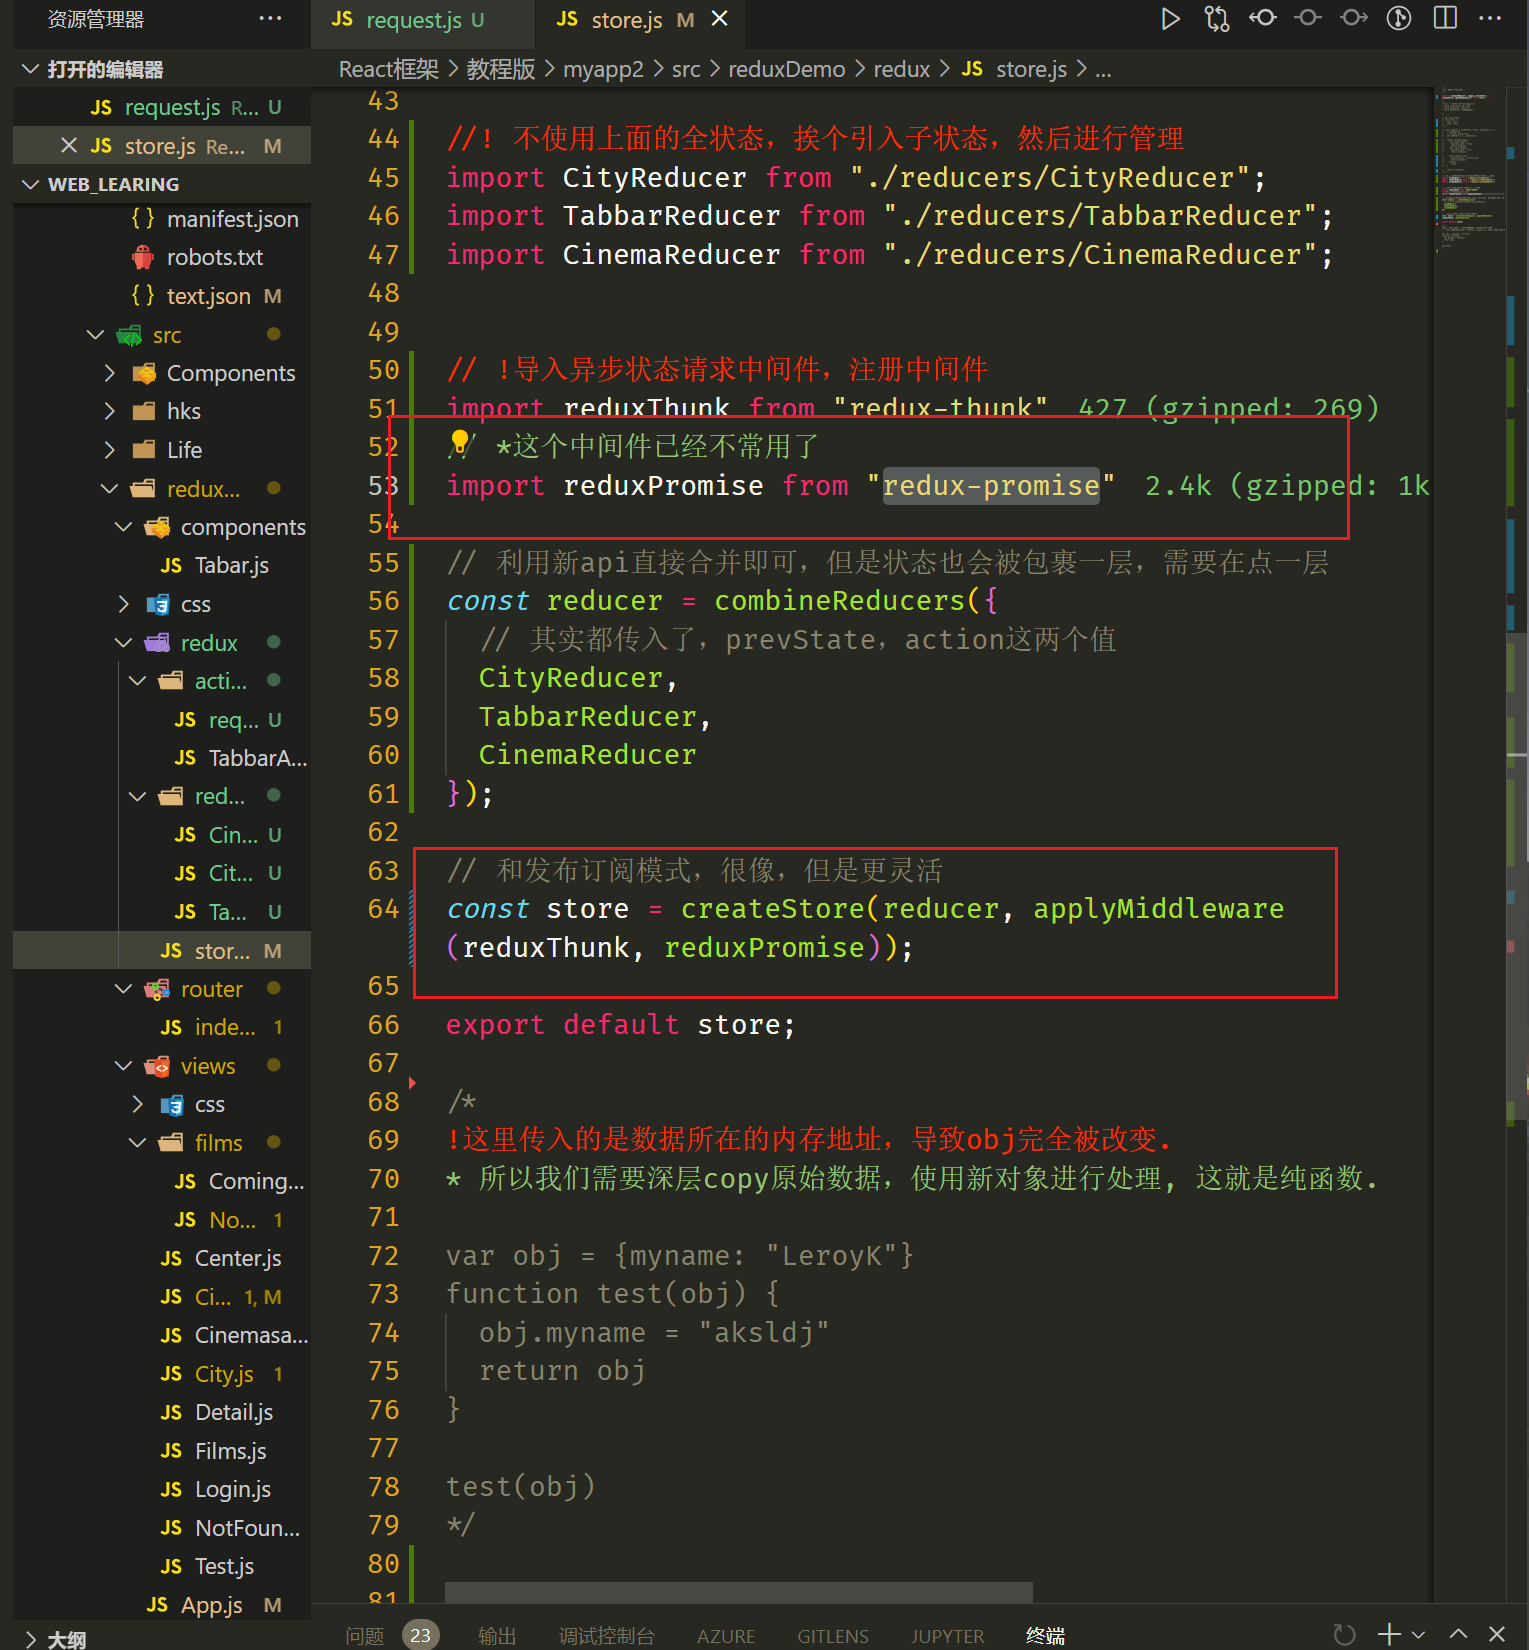 资源管理器 ···
打开的编辑器
JS request.js R... U
JS store.js Re... M
WEB_LEARING
{} manifest.json
robots.txt
{} text.json M
src
Components
hks
Life
redux...
components
JS Tabar.js
css
redux
acti...
JS req... U
JS TabbarA...
red...
JS Cin... U
JS Cit... U
JS Ta... U
JS stor... M
router
JS inde... 1
views
css
films
JS Coming...
JS No... 1
JS Center.js
JS Ci... 1, M
JS Cinemasa...
JS City.js 1
JS Detail.js
JS Films.js
JS Login.js
JS NotFoun...
JS Test.js
JS App.js M
大纲
JS request.js U JS store.js M
React框架 > 教程版 > myapp2 > src > reduxDemo > redux > JS store.js > ...
43
44 //! 不使用上面的全状态，挨个引入子状态，然后进行管理
45 import CityReducer from "./reducers/CityReducer";
46 import TabbarReducer from "./reducers/TabbarReducer";
47 import CinemaReducer from "./reducers/CinemaReducer";
48
49
50 // !导入异步状态请求中间件，注册中间件
51 import reduxThunk from "redux-thunk" 427 (gzipped: 269)
52 // *这个中间件已经不常用了
53 import reduxPromise from "redux-promise" 2.4k (gzipped: 1k
54
55 // 利用新api直接合并即可，但是状态也会被包裹一层，需要在点一层
56 const reducer = combineReducers({
57 // 其实都传入了，prevState，action这两个值
58 CityReducer,
59 TabbarReducer,
60 CinemaReducer
61 });
62
63 // 和发布订阅模式，很像，但是更灵活
64 const store = createStore(reducer, applyMiddleware
(reduxThunk, reduxPromise));
65
66 export default store;
67
68 /*
69 !这里传入的是数据所在的内存地址，导致obj完全被改变.
70 * 所以我们需要深层copy原始数据，使用新对象进行处理, 这就是纯函数.
71
72 var obj = {myname: "LeroyK"}
73 function test(obj) {
74 obj.myname = "aksldj"
75 return obj
76 }
77
78 test(obj)
79 */
80
81
问题 23 输出 调试控制台 AZURE GITLENS JUPYTER 终端